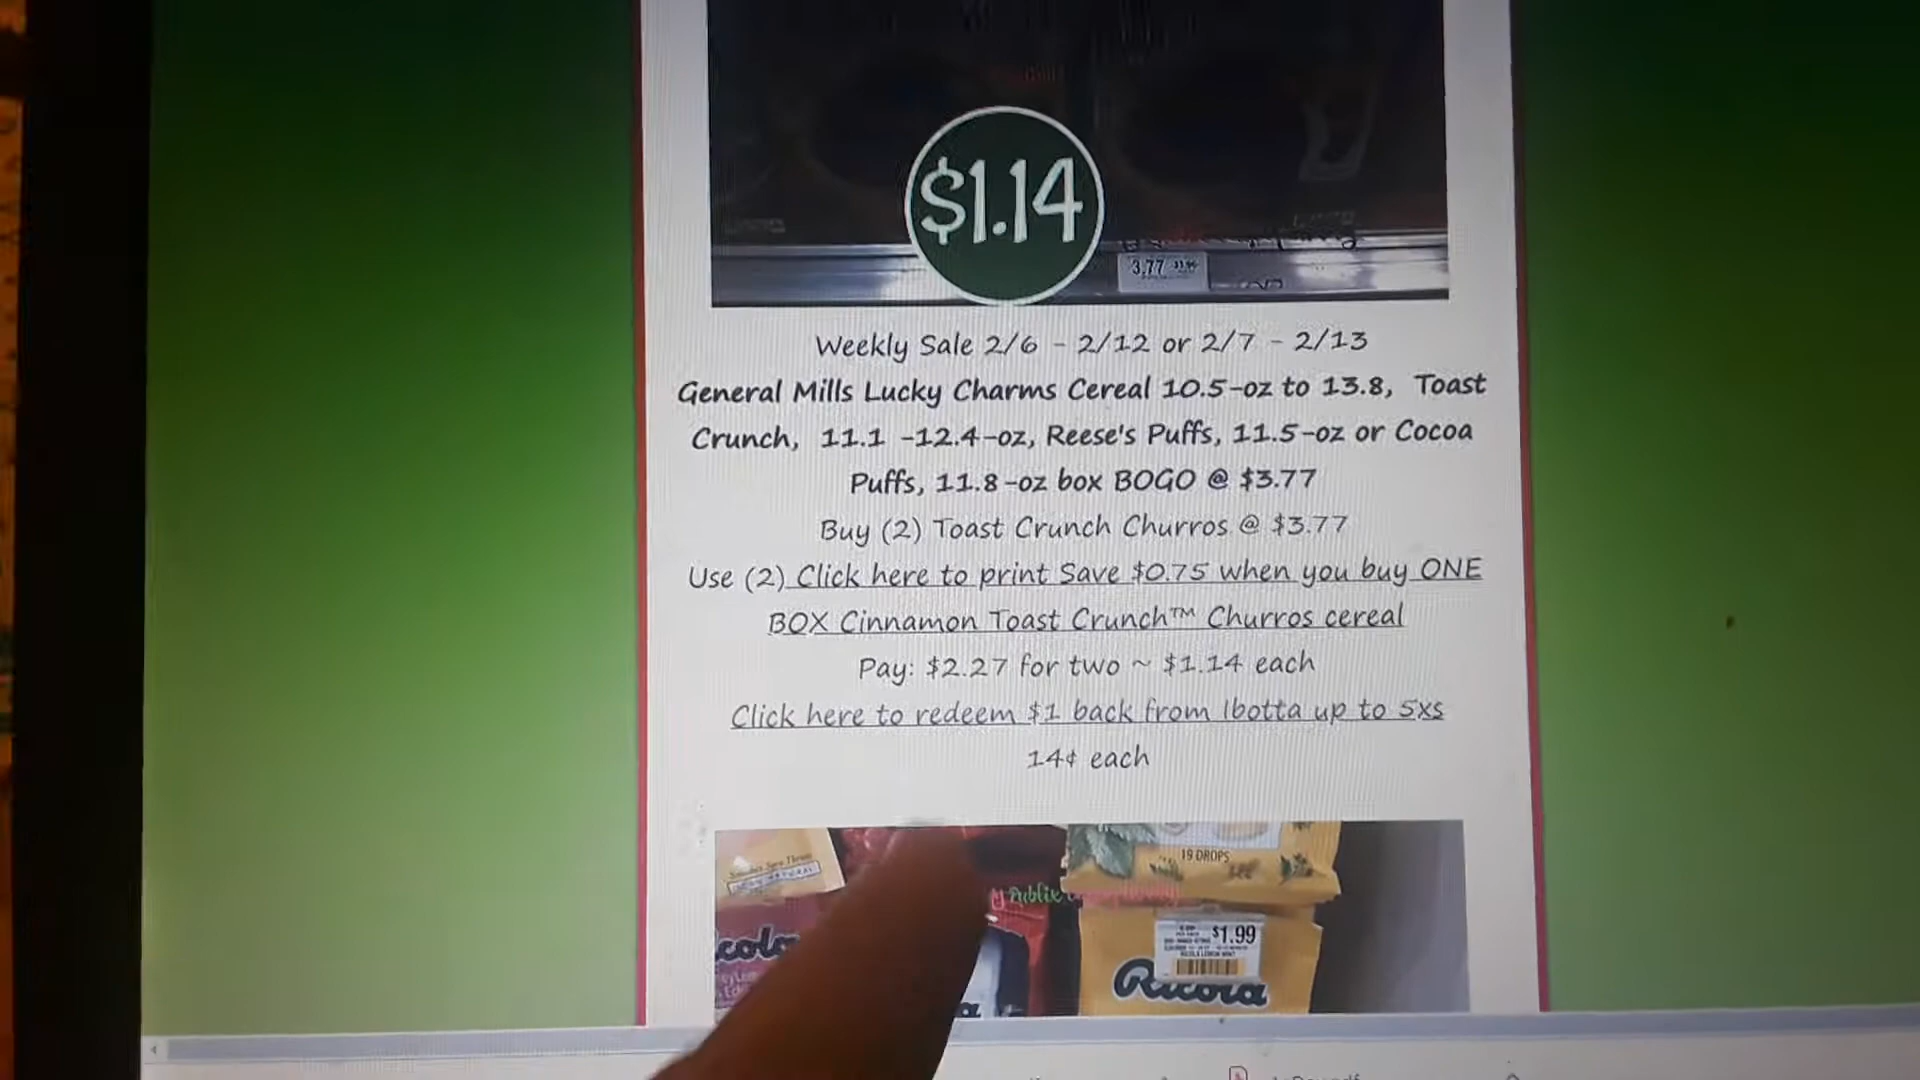 $1.14
3.77
Weekly Sale 2/6 - 2/12 or 2/7 - 2/13
General Mills Lucky Charms Cereal 10.5-oz to 13.8, Toast
Crunch, 11.1 -12.4-oz, Reese's Puffs, 11.5-oz or Cocoa
Puffs, 11.8-oz box BOGO @ $3.77
Buy (2) Toast Crunch Churros @ $3.77
Use (2) Click here to print Save $0.75 when you buy ONE
BOX Cinnamon Toast Crunch™ Churros cereal
Pay: $2.27 for two ~ $1.14 each
Click here to redeem $1 back from Ibotta up to 5xs
14¢ each
19 DROPS
Publix
$1.99
Ricola